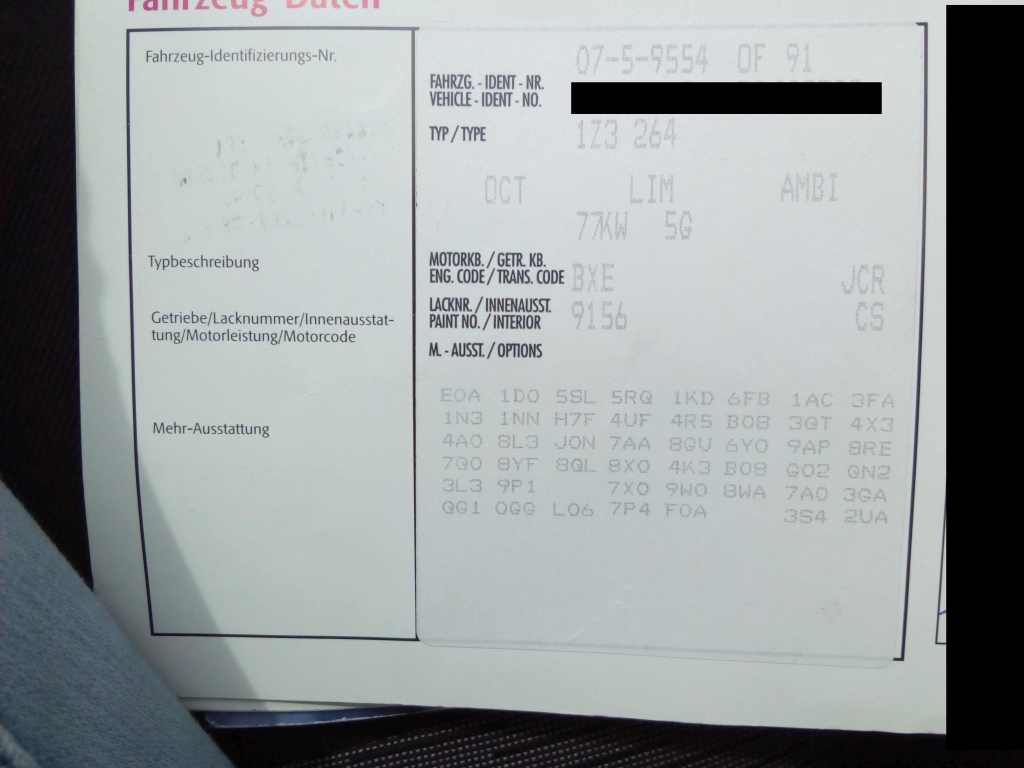 Fahrzeug-Daten
Fahrzeug-Identifizierungs-Nr.
07-5-9554 OF 91
FAHRZG. - IDENT - NR.
VEHICLE - IDENT - NO.
TYP / TYPE 1Z3 264
OCT LIM AMBI
77KW 5G
Typbeschreibung
MOTORKB. / GETR. KB.
ENG. CODE / TRANS. CODE BXE JCR
Getriebe/Lacknummer/Innenausstat-
tung/Motorleistung/Motorcode
LACKNR. / INNENAUSST.
PAINT NO. / INTERIOR 9156 CS
M. - AUSST. / OPTIONS
Mehr-Ausstattung
E0A 1D0 5SL 5RQ 1KD 6FB 1AC 3FA
1N3 1NN H7F 4UF 4R5 B08 3QT 4X3
4A0 8L3 J0N 7AA 8GU 6Y0 9AP 8RE
7Q0 8YF 8QL 8X0 4K3 B08 G02 QN2
3L3 9P1 7X0 9W0 8WA 7A0 3GA
QG1 0GG L06 7P4 F0A 3S4 2UA